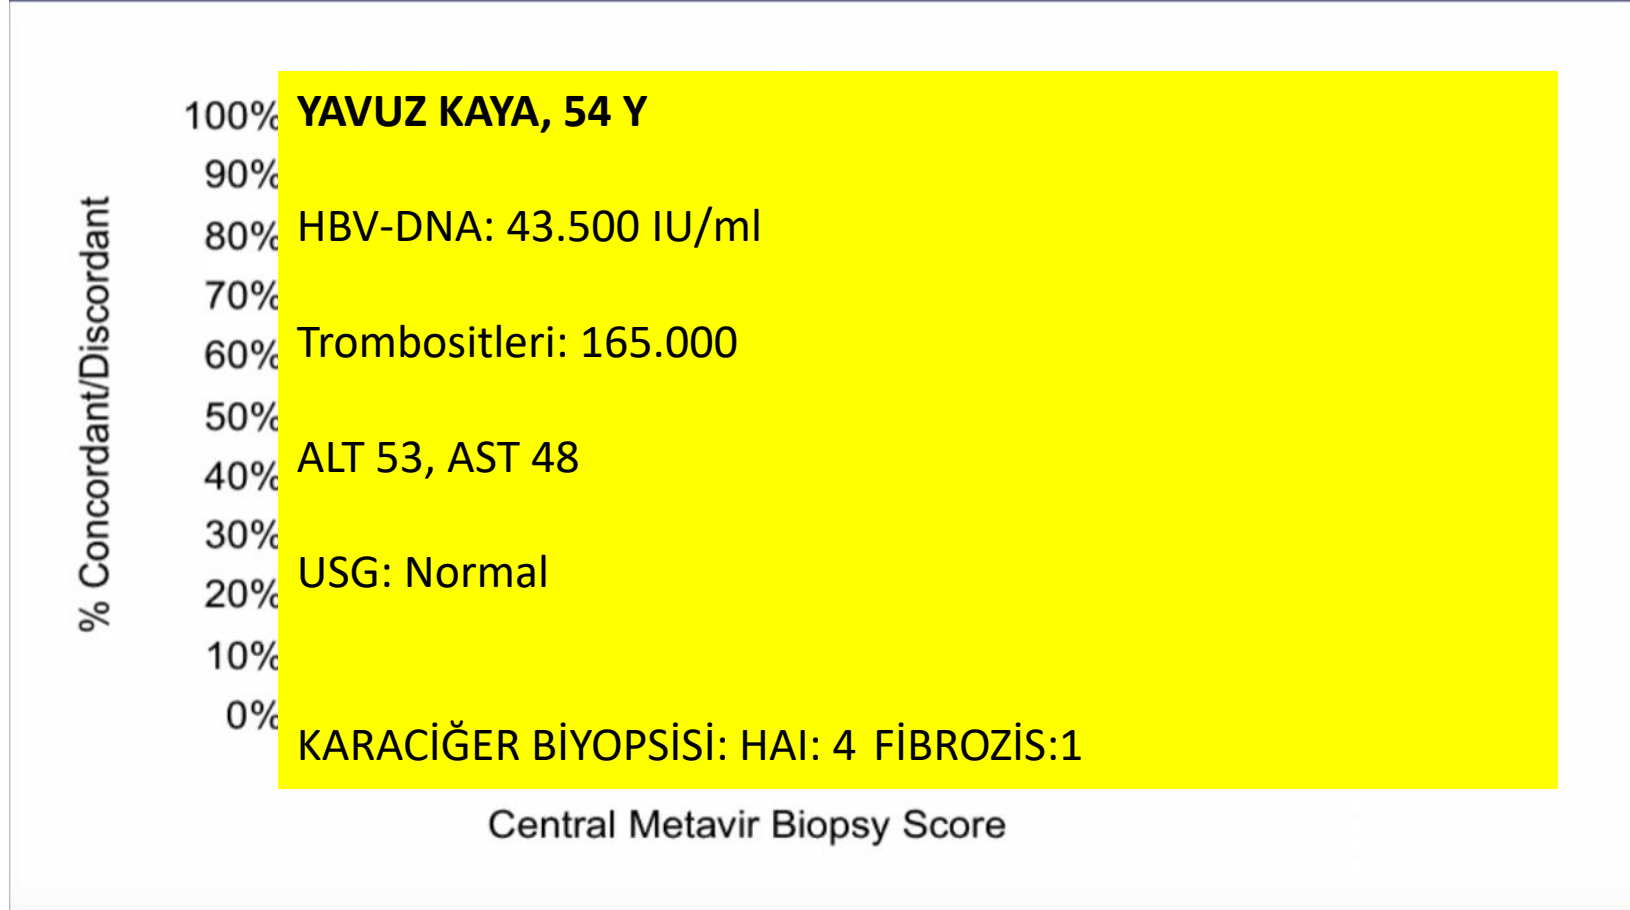 100%
90%
80%
70%
60%
50%
40%
30%
20%
10%
0%
% Concordant/Discordant
YAVUZ KAYA, 54 Y
HBV-DNA: 43.500 IU/ml
Trombositleri: 165.000
ALT 53, AST 48
USG: Normal
KARACİĞER BİYOPSİSİ: HAI: 4 FİBROZİS:1
Central Metavir Biopsy Score